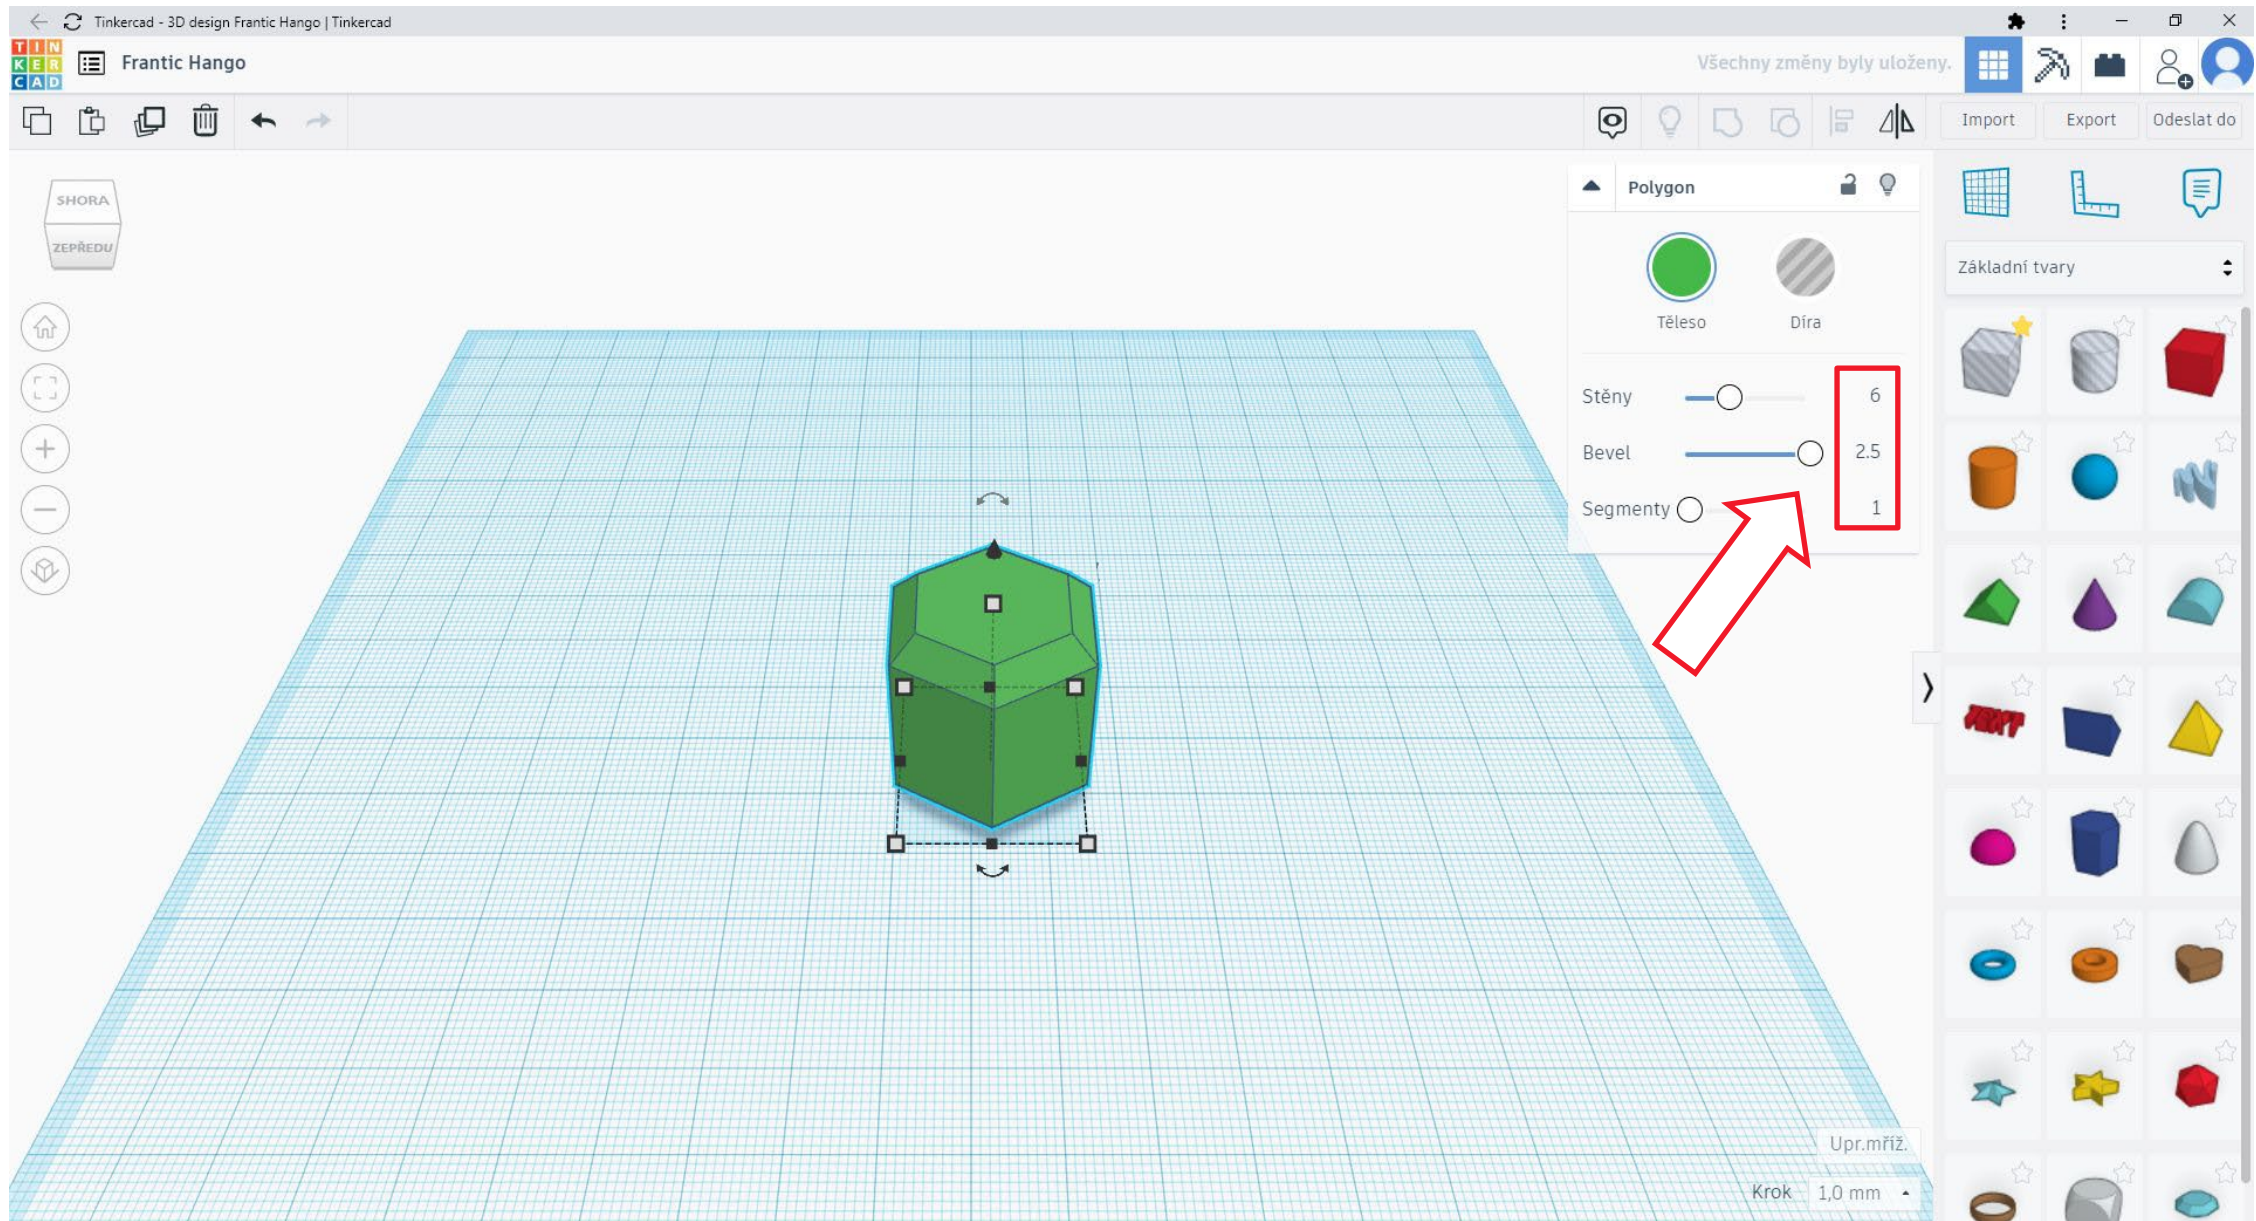 Tinkercad - 3D design Frantic Hango | Tinkercad
TIN
KER
CAD
Frantic Hango
Všechny změny byly uloženy.
Import
Export
Odeslat do
SHORA
ZEPŘEDU
Polygon
Těleso
Díra
Stěny
6
Bevel
2.5
Segmenty
1
Základní tvary
TEXT
Upr.mříž.
Krok
1,0 mm